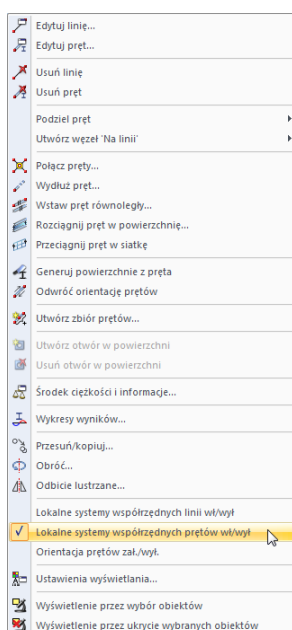 Edytuj linię...
Edytuj pręt...
Usuń linię
Usuń pręt
Podziel pręt
Utwórz węzeł 'Na linii'
Połącz pręty...
Wydłuż pręt...
Wstaw pręt równoległy...
Rozciągnij pręt w powierzchnię...
Przeciągnij pręt w siatkę
Generuj powierzchnie z pręta
Odwróć orientację prętów
Utwórz zbiór prętów...
Utwórz otwór w powierzchni
Usuń otwór w powierzchni
Środek ciężkości i informacje...
Wykresy wyników...
Przesuń/kopiuj...
Obróć...
Odbicie lustrzane...
Lokalne systemy współrzędnych linii wł/wył
Lokalne systemy współrzędnych prętów wł/wył
Orientacja prętów zał./wył.
Ustawienia wyświetlania...
Wyświetlenie przez wybór obiektów
Wyświetlenie przez ukrycie wybranych obiektów